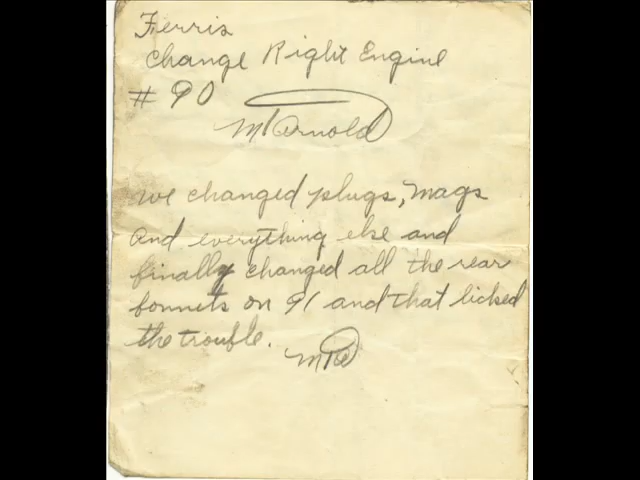 Ferris
Change Right Engine
# 90
M Arnold
we changed plugs, mags
and everything else and
finally changed all the rear
bonnets on 91 and that licked
the trouble.